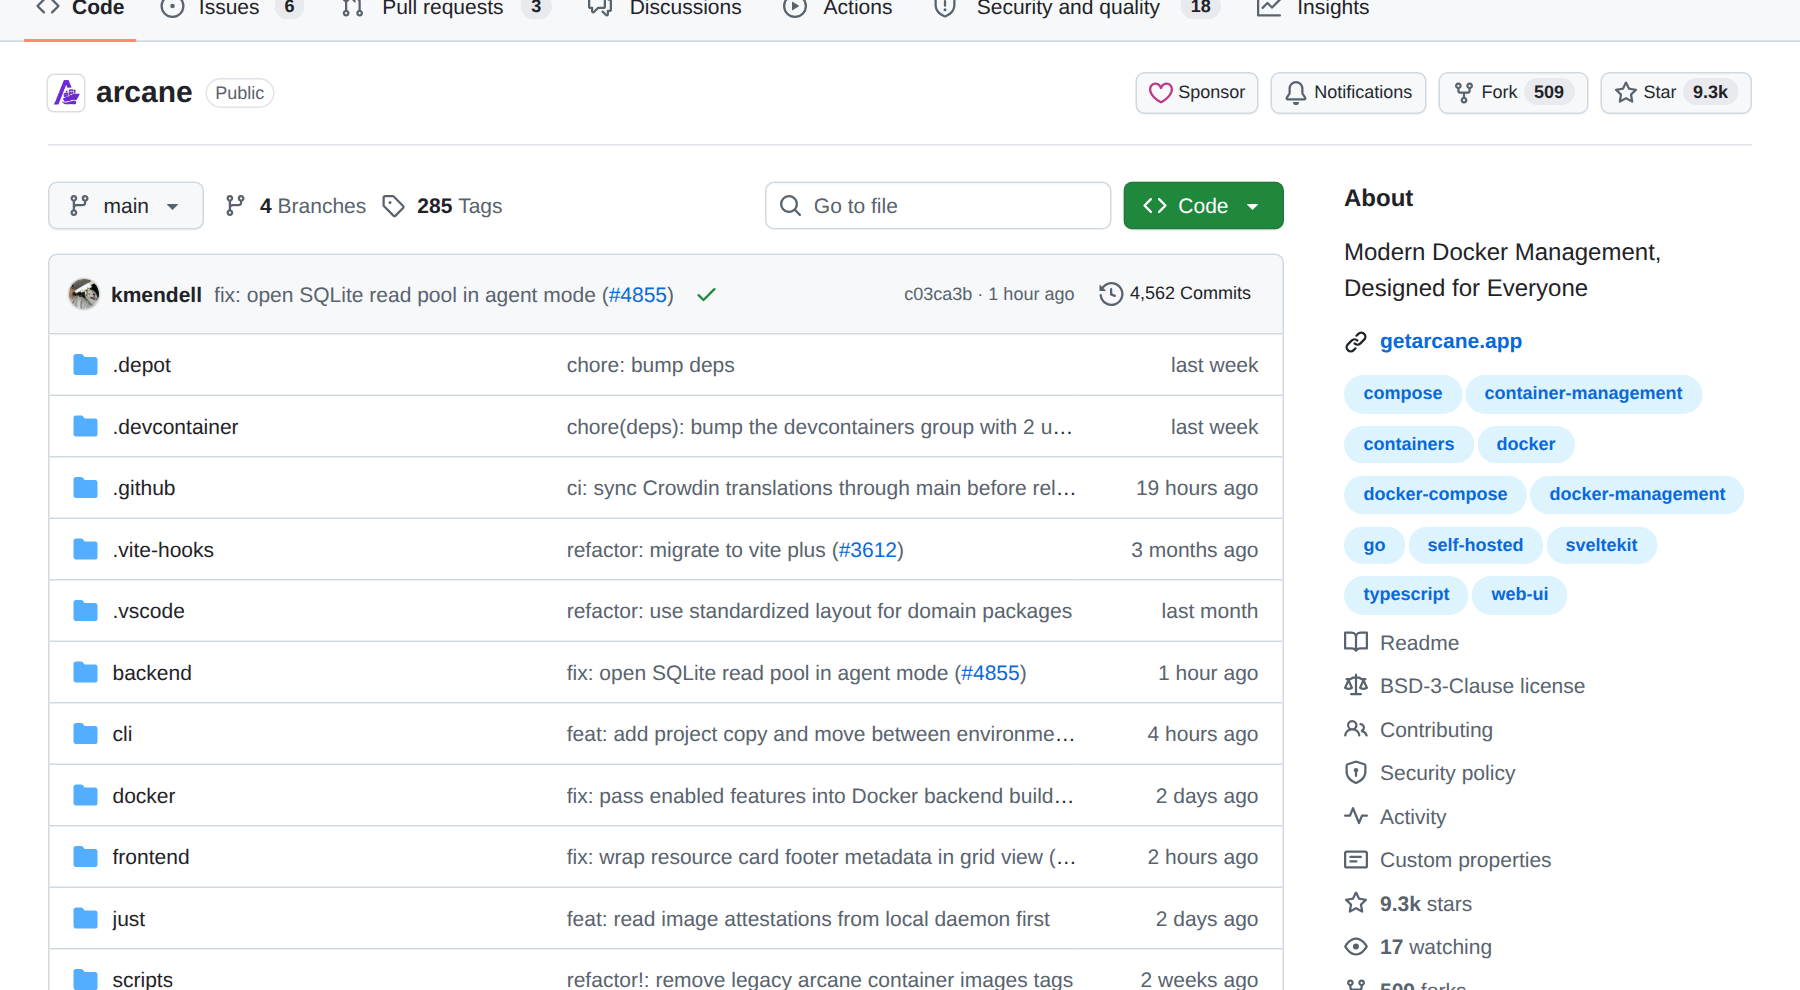 Code Issues 6 Pull requests 3 Discussions Actions Security and quality 18 Insights
arcane Public Sponsor Notifications Fork 509 Star 9.3k
main 4 Branches 285 Tags Go to file Code
kmendell fix: open SQLite read pool in agent mode (#4855) c03ca3b · 1 hour ago 4,562 Commits
.depot chore: bump deps last week
.devcontainer chore(deps): bump the devcontainers group with 2 u… last week
.github ci: sync Crowdin translations through main before rel… 19 hours ago
.vite-hooks refactor: migrate to vite plus (#3612) 3 months ago
.vscode refactor: use standardized layout for domain packages last month
backend fix: open SQLite read pool in agent mode (#4855) 1 hour ago
cli feat: add project copy and move between environme… 4 hours ago
docker fix: pass enabled features into Docker backend build… 2 days ago
frontend fix: wrap resource card footer metadata in grid view (… 2 hours ago
just feat: read image attestations from local daemon first 2 days ago
scripts refactor!: remove legacy arcane container images tags 2 weeks ago
About
Modern Docker Management,
Designed for Everyone
getarcane.app
compose container-management
containers docker
docker-compose docker-management
go self-hosted sveltekit
typescript web-ui
Readme
BSD-3-Clause license
Contributing
Security policy
Activity
Custom properties
9.3k stars
17 watching
509 forks